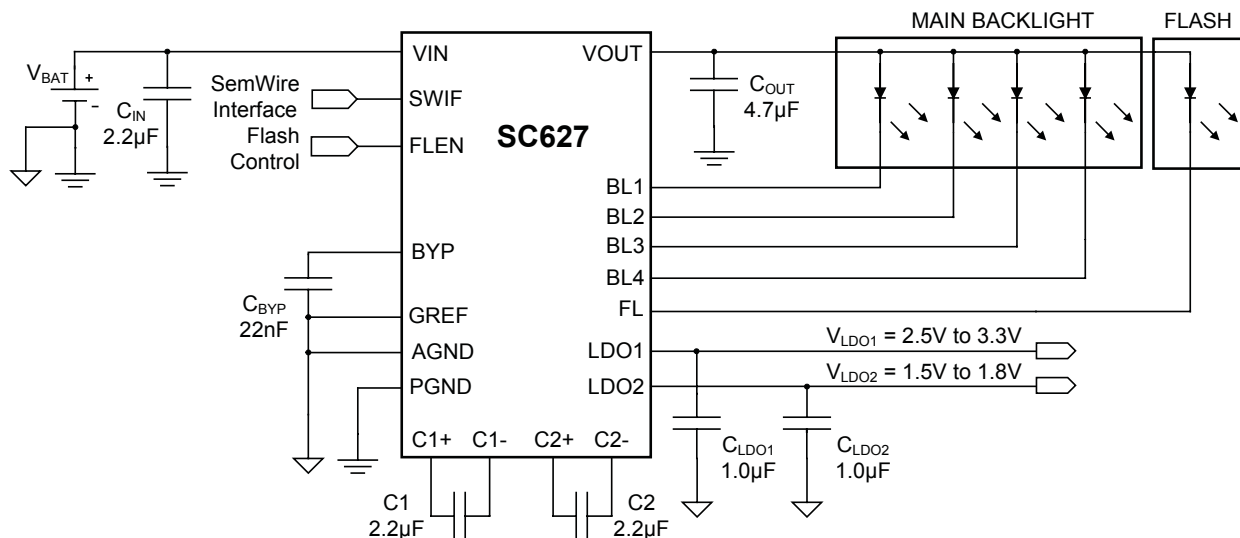 MAIN BACKLIGHT
FLASH
VIN
VOUT
V_BAT
+
-
C_IN
2.2µF
SemWire
Interface
SWIF
Flash
Control
FLEN
SC627
C_OUT
4.7µF
BL1
BL2
BL3
BL4
FL
BYP
C_BYP
22nF
GREF
AGND
PGND
LDO1
V_LDO1 = 2.5V to 3.3V
LDO2
V_LDO2 = 1.5V to 1.8V
C1+ C1- C2+ C2-
C_LDO1
1.0µF
C_LDO2
1.0µF
C1
2.2µF
C2
2.2µF